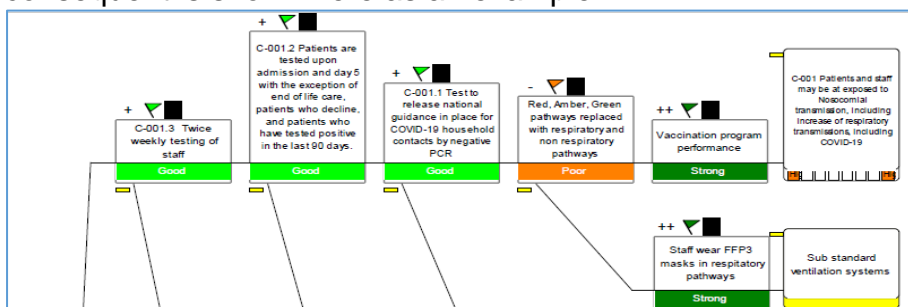 +
C-001.3 Twice
weekly testing of
staff
Good
+
C-001.2 Patients are
tested upon
admission and day 5
with the exception of
end of life care,
patients who decline,
and patients who
have tested positive
in the last 90 days.
Good
+
C-001.1 Test to
release national
guidance in place for
COVID-19 household
contacts by negative
PCR
Good
-
Red, Amber, Green
pathways replaced
with respiratory and
non respiratory
pathways
Poor
++
Vaccination program
performance
Strong
C-001 Patients and staff
may be at exposed to
Nosocomial
transmission, including
increase of respiratory
transmissions, including
COVID-19
++
Staff wear FFP3
masks in respitatory
pathways
Strong
Sub standard
ventilation systems